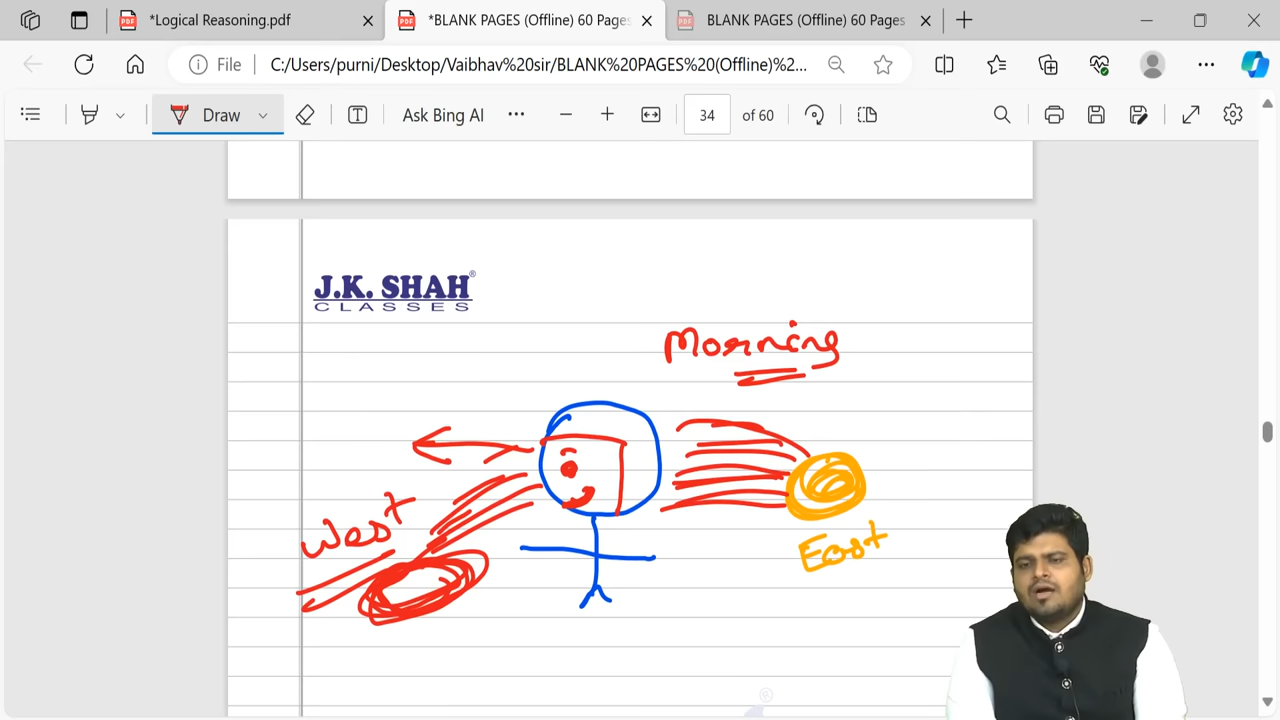 *Logical Reasoning.pdf
*BLANK PAGES (Offline) 60 Pages
BLANK PAGES (Offline) 60 Pages
File
C:/Users/purni/Desktop/Vaibhav%20sir/BLANK%20PAGES%20(Offline)%2...
Draw
Ask Bing AI
34
of 60
J.K. SHAH®
CLASSES
Morning
West
East